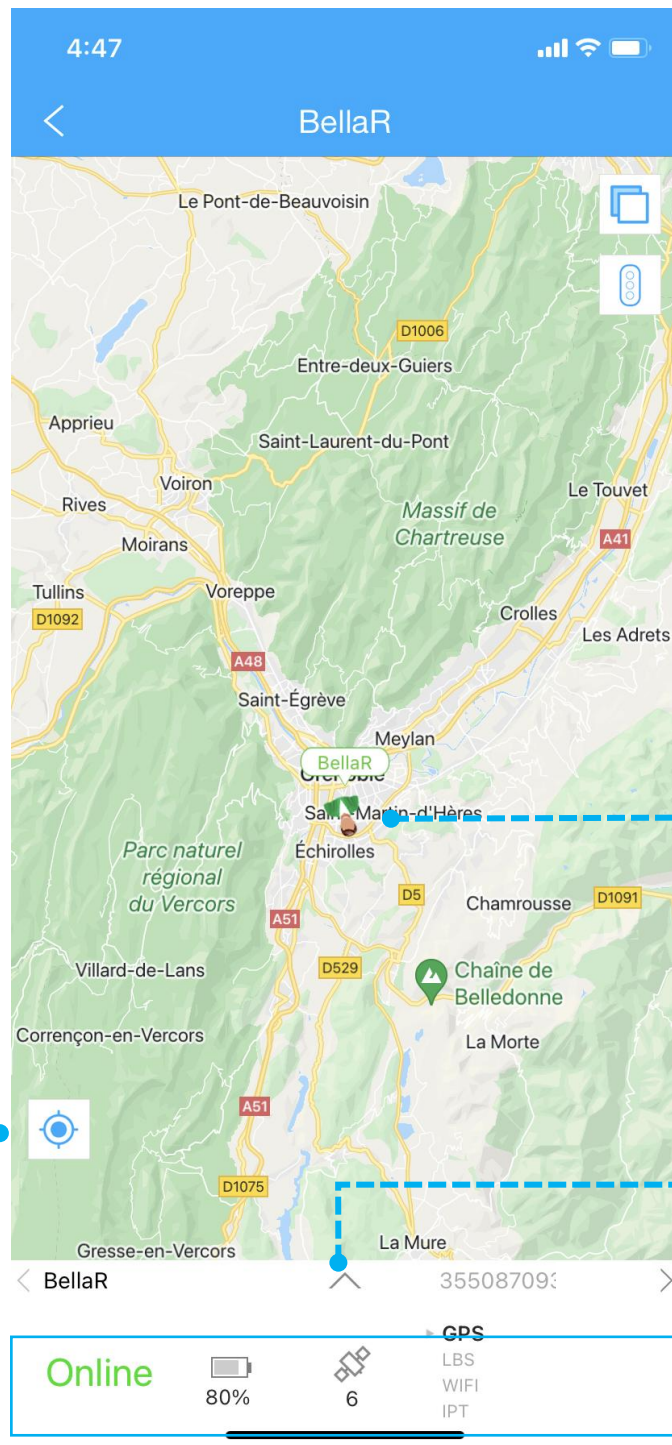 4:47
BellaR
Le Pont-de-Beauvoisin
D1006
Entre-deux-Guiers
Apprieu
Saint-Laurent-du-Pont
Voiron
Le Touvet
Rives
Massif de
Chartreuse
A41
Moirans
Tullins
Voreppe
D1092
Crolles
Les Adrets
A48
Saint-Égrève
Meylan
BellaR
Saint-Martin-d'Hères
Échirolles
Parc naturel
régional
du Vercors
D5
Chamrousse
D1091
A51
Villard-de-Lans
D529
Chaîne de
Belledonne
Corrençon-en-Vercors
La Morte
A51
D1075
La Mure
Gresse-en-Vercors
BellaR
355087093
GPS
Online
LBS
WIFI
80%
6
IPT